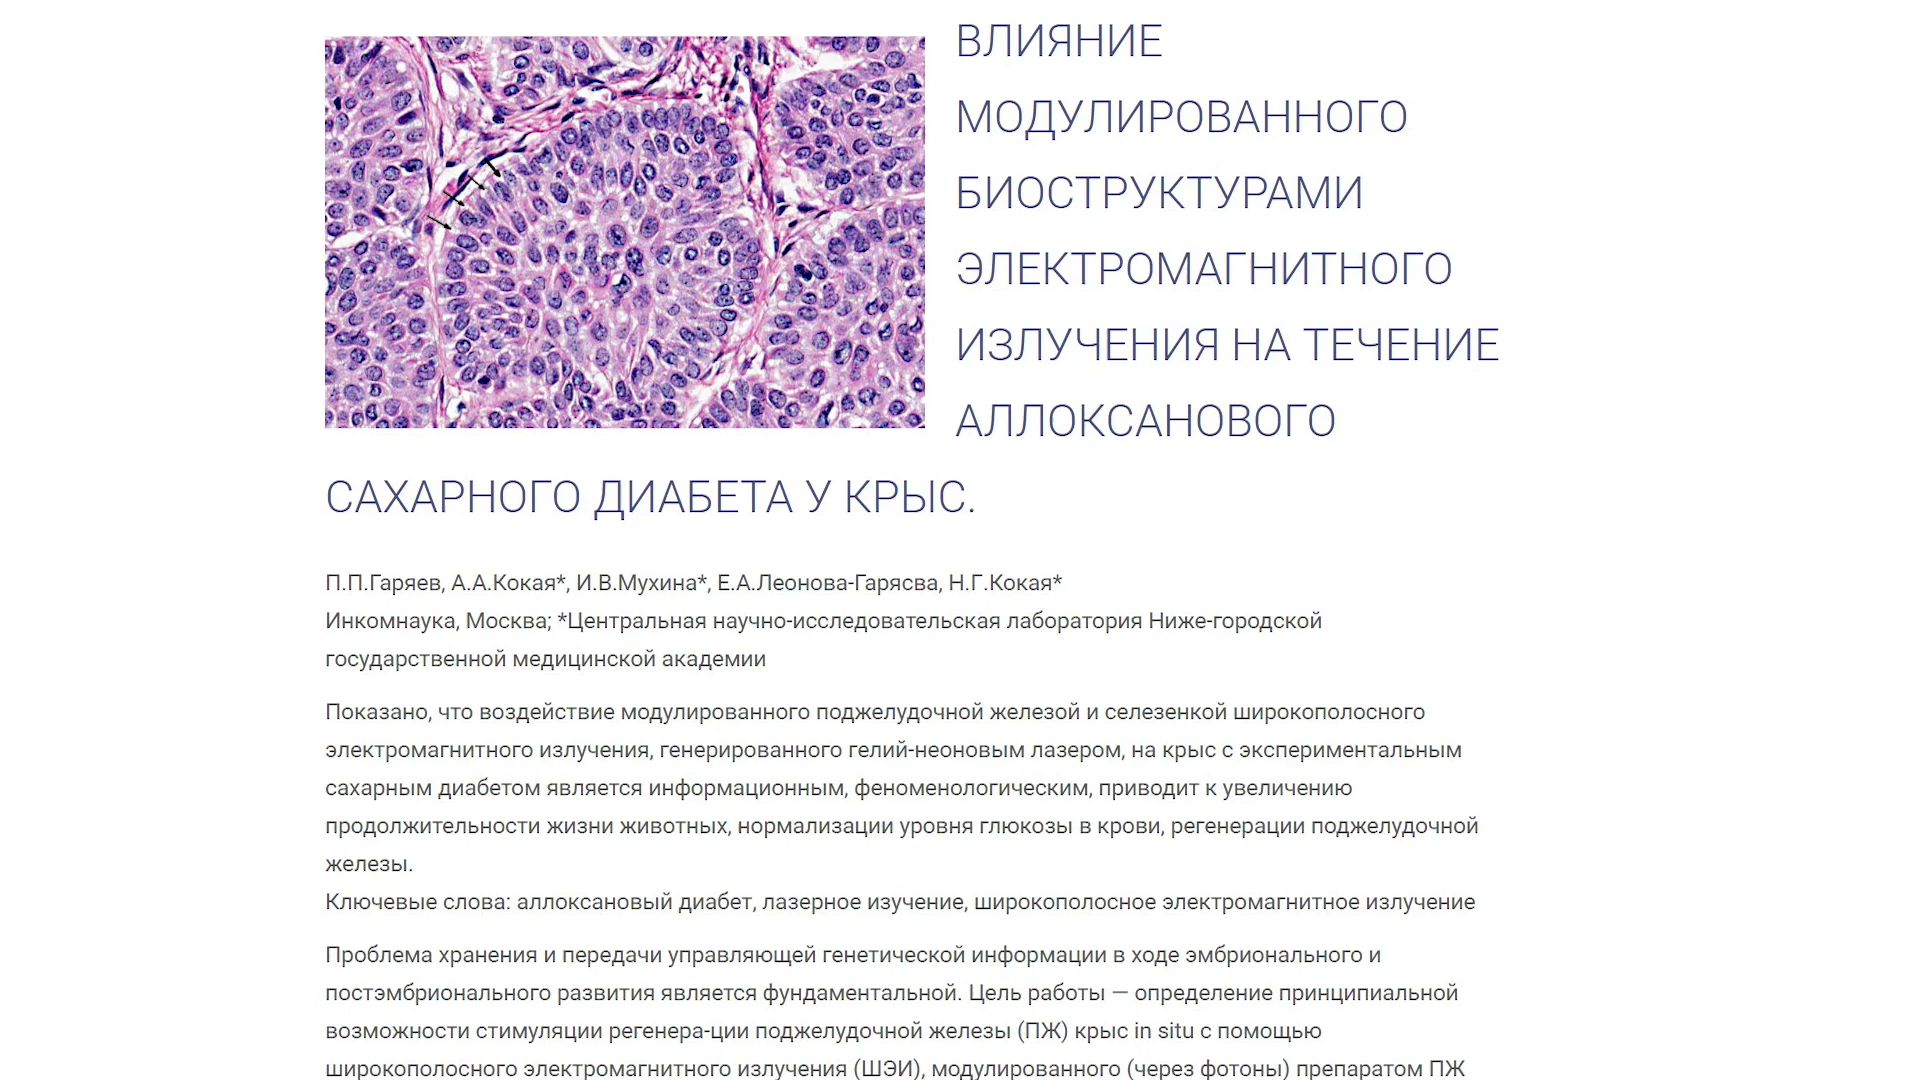 ВЛИЯНИЕ
МОДУЛИРОВАННОГО
БИОСТРУКТУРАМИ
ЭЛЕКТРОМАГНИТНОГО
ИЗЛУЧЕНИЯ НА ТЕЧЕНИЕ
АЛЛОКСАНОВОГО
САХАРНОГО ДИАБЕТА У КРЫС.
П.П.Гаряев, А.А.Кокая*, И.В.Мухина*, Е.А.Леонова-Гарясва, Н.Г.Кокая*
Инкомнаука, Москва; *Центральная научно-исследовательская лаборатория Ниже-городской
государственной медицинской академии
Показано, что воздействие модулированного поджелудочной железой и селезенкой широкополосного
электромагнитного излучения, генерированного гелий-неоновым лазером, на крыс с экспериментальным
сахарным диабетом является информационным, феноменологическим, приводит к увеличению
продолжительности жизни животных, нормализации уровня глюкозы в крови, регенерации поджелудочной
железы.
Ключевые слова: аллоксановый диабет, лазерное изучение, широкополосное электромагнитное излучение
Проблема хранения и передачи управляющей генетической информации в ходе эмбрионального и
постэмбрионального развития является фундаментальной. Цель работы — определение принципиальной
возможности стимуляции регенера-ции поджелудочной железы (ПЖ) крыс in situ с помощью
широкополосного электромагнитного излучения (ШЭИ), модулированного (через фотоны) препаратом ПЖ